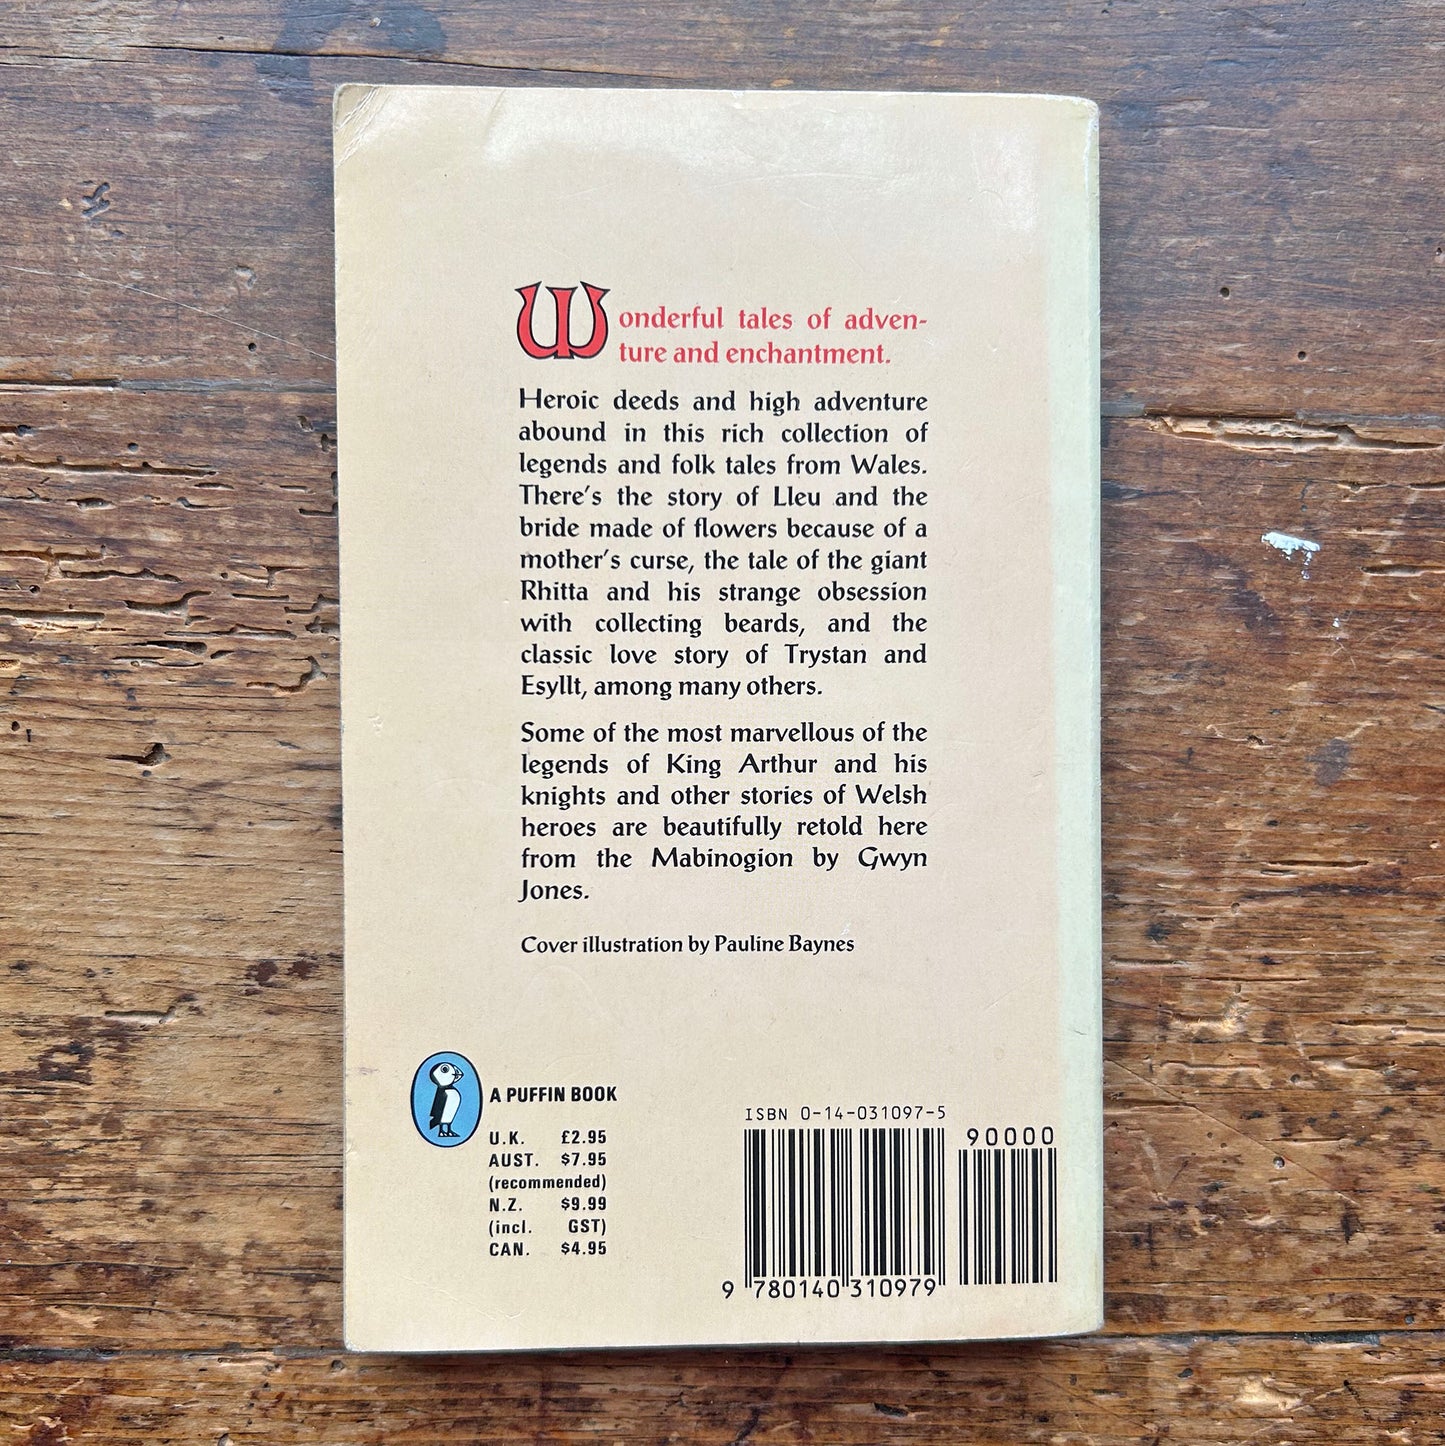 Wonderful tales of adven-
ture and enchantment.
Heroic deeds and high adventure
abound in this rich collection of
legends and folk tales from Wales.
There's the story of Lleu and the
bride made of flowers because of a
mother's curse, the tale of the giant
Rhitta and his strange obsession
with collecting beards, and the
classic love story of Trystan and
Esyllt, among many others.
Some of the most marvellous of the
legends of King Arthur and his
knights and other stories of Welsh
heroes are beautifully retold here
from the Mabinogion by Gwyn
Jones.
Cover illustration by Pauline Baynes
A PUFFIN BOOK
U.K. £2.95
AUST. $7.95
(recommended)
N.Z. $9.99
(incl. GST)
CAN. $4.95
ISBN 0-14-031097-5
90000
9 780140 310979